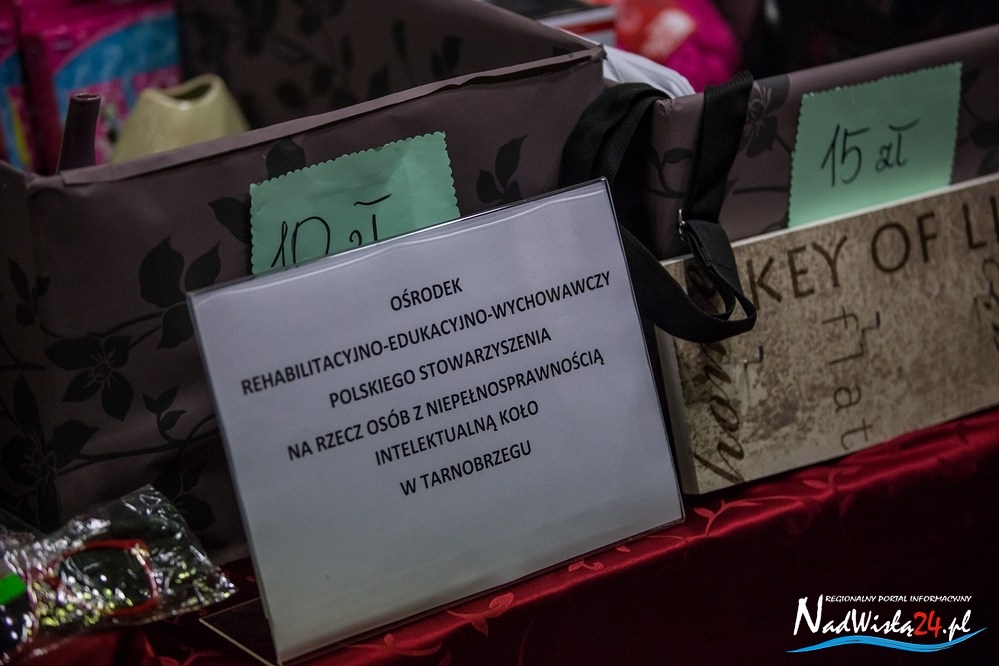 10 zł
15 zł
OŚRODEK
REHABILITACYJNO-EDUKACYJNO-WYCHOWAWCZY
POLSKIEGO STOWARZYSZENIA
NA RZECZ OSÓB Z NIEPEŁNOSPRAWNOŚCIĄ
INTELEKTUALNĄ KOŁO
W TARNOBRZEGU
KEY OF LI
flat
REGIONALNY PORTAL INFORMACYJNY
NadWisłą24.pl